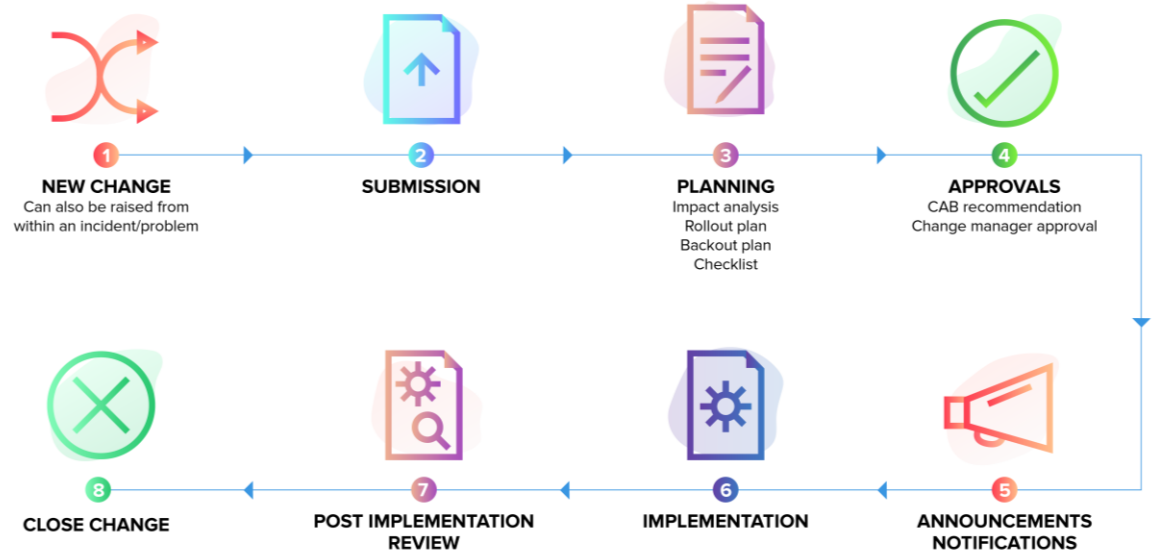 1
NEW CHANGE
Can also be raised from
within an incident/problem
2
SUBMISSION
3
PLANNING
Impact analysis
Rollout plan
Backout plan
Checklist
4
APPROVALS
CAB recommendation
Change manager approval
5
ANNOUNCEMENTS
NOTIFICATIONS
6
IMPLEMENTATION
7
POST IMPLEMENTATION
REVIEW
8
CLOSE CHANGE